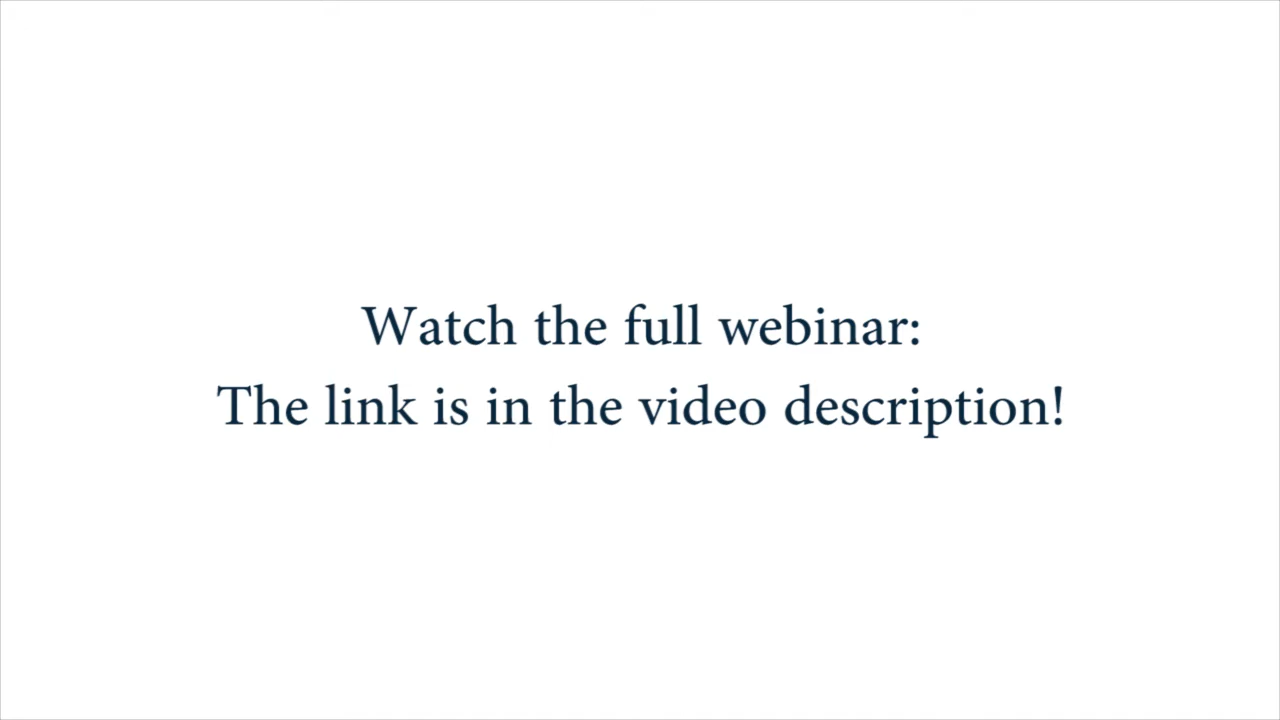 Watch the full webinar:
The link is in the video description!